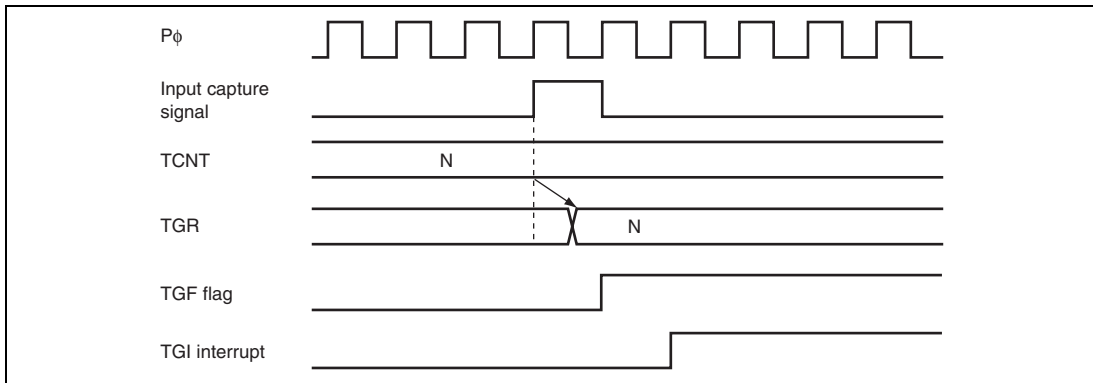 Pϕ
Input capture
signal
TCNT
N
TGR
N
TGF flag
TGI interrupt